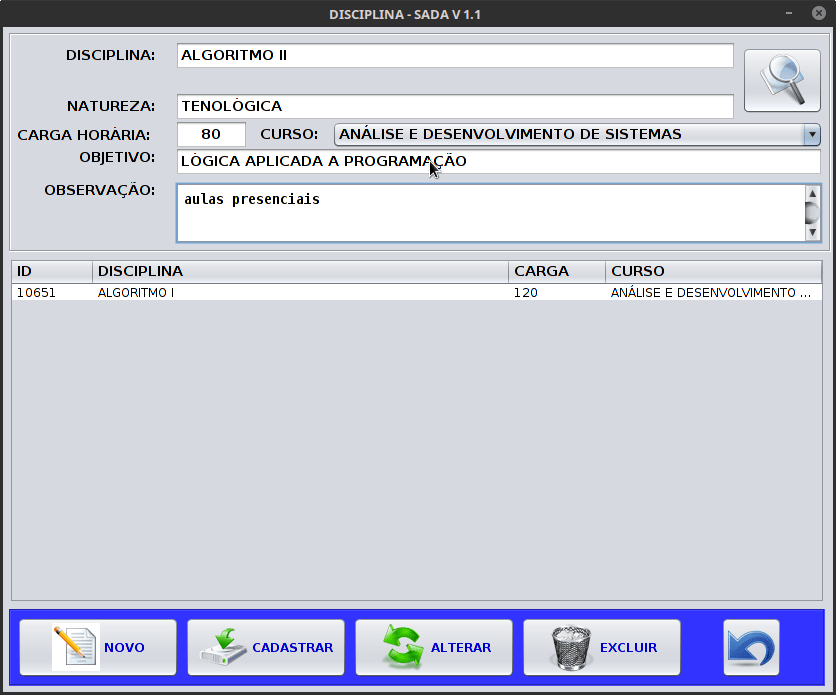 DISCIPLINA - SADA V 1.1
DISCIPLINA: ALGORITMO II
NATUREZA: TENOLÓGICA
CARGA HORÁRIA: 80 CURSO: ANÁLISE E DESENVOLVIMENTO DE SISTEMAS
OBJETIVO: LÓGICA APLICADA A PROGRAMAÇÃO
OBSERVAÇÃO: aulas presenciais
ID DISCIPLINA CARGA CURSO
10651 ALGORITMO I 120 ANÁLISE E DESENVOLVIMENTO ...
NOVO CADASTRAR ALTERAR EXCLUIR